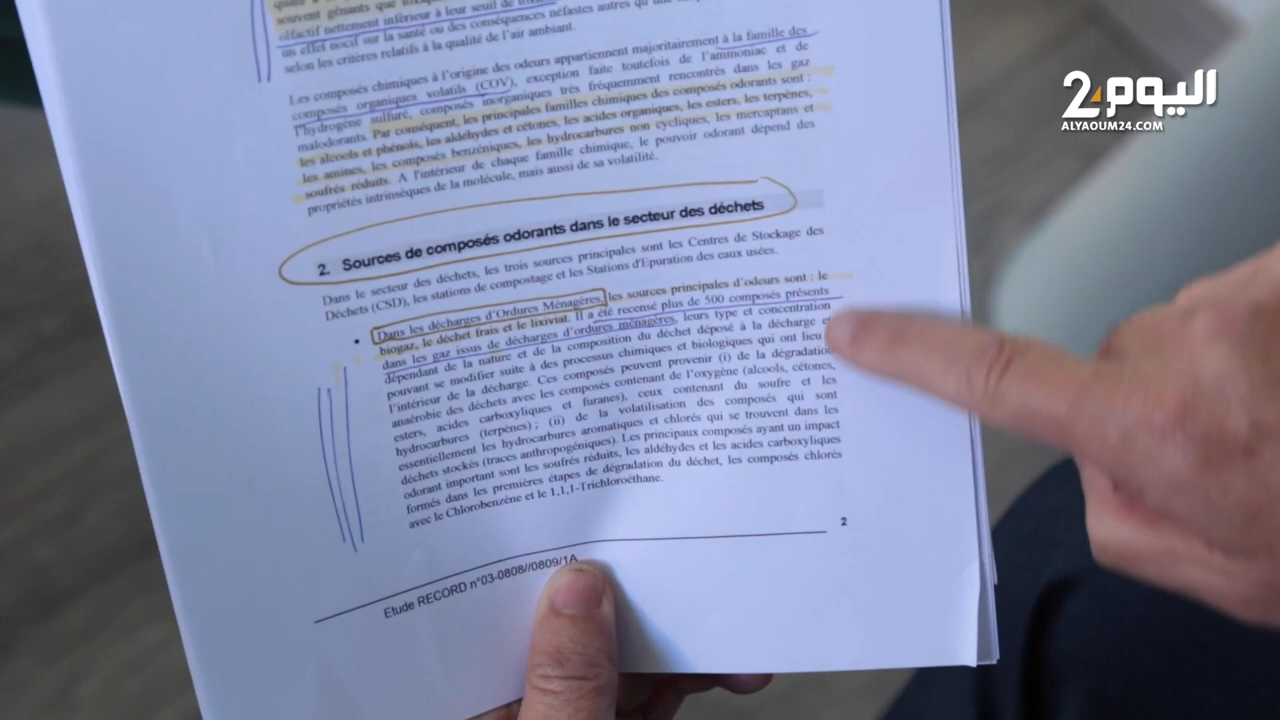 souvent gênants que
olfactif nettement inférieur à leur seuil de
un effet nocif sur la santé ou des conséquences néfastes autres qu'une
selon les critères relatifs à la qualité de l'air ambiant.
Les composés chimiques à l'origine des odeurs appartiennent majoritairement à la famille des
composés organiques volatils (COV), exception faite toutefois de l'ammoniac et de
l'hydrogène sulfuré, composés inorganiques très fréquemment rencontrés dans les gaz
malodorants. Par conséquent, les principales familles chimiques des composés odorants sont :
les alcools et phénols, les aldéhydes et cétones, les acides organiques, les esters, les terpènes,
les amines, les composés benzéniques, les hydrocarbures non cycliques, les mercaptans et
soufrés réduits. A l'intérieur de chaque famille chimique, le pouvoir odorant dépend des
propriétés intrinsèques de la molécule, mais aussi de sa volatilité.
2. Sources de composés odorants dans le secteur des déchets
Dans le secteur des déchets, les trois sources principales sont les Centres de Stockage des
Déchets (CSD), les stations de compostage et les Stations d'Epuration des eaux usées.
• Dans les décharges d'Ordures Ménagères, les sources principales d'odeurs sont : le
biogaz, le déchet frais et le lixiviat. Il a été recensé plus de 500 composés présents
dans les gaz issus de décharges d'ordures ménagères, leurs type et concentration
dépendant de la nature et de la composition du déchet déposé à la décharge
pouvant se modifier suite à des processus chimiques et biologiques qui ont lieu
l'intérieur de la décharge. Ces composés peuvent provenir (i) de la dégradation
anaérobie des déchets avec les composés contenant de l'oxygène (alcools, cétones,
esters, acides carboxyliques et furanes), ceux contenant du soufre et les
hydrocarbures (terpènes) ; (ii) de la volatilisation des composés qui sont
essentiellement les hydrocarbures aromatiques et chlorés qui se trouvent dans les
déchets stockés (traces anthropogéniques). Les principaux composés ayant un impact
odorant important sont les soufrés réduits, les aldéhydes et les acides carboxyliques
formés dans les premières étapes de dégradation du déchet, les composés chlorés
avec le Chlorobenzène et le 1,1,1-Trichloroéthane.
2
Etude RECORD n°03-0808//0809/1A
اليوم24
ALYAOUM24.COM